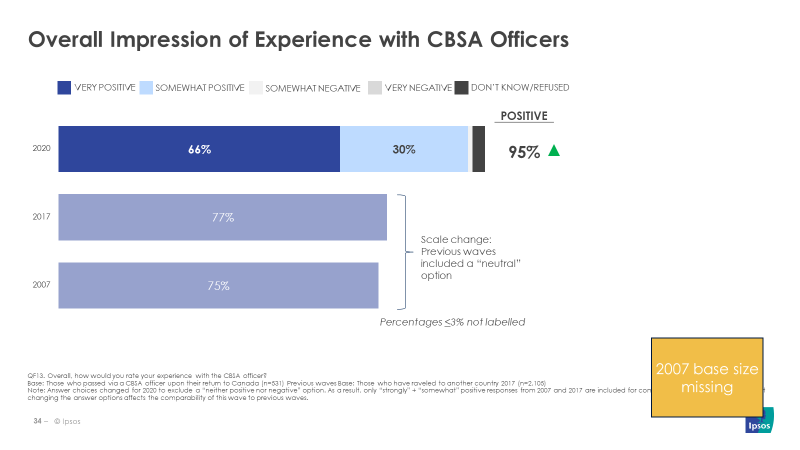 Overall Impression of Experience with CBSA Officers
VERY POSITIVE SOMEWHAT POSITIVE SOMEWHAT NEGATIVE VERY NEGATIVE DON'T KNOW/REFUSED
POSITIVE
2020 66% 30% 95%
2017 77%
Scale change:
Previous waves
included a "neutral"
option
2007 75%
Percentages ≤3% not labelled
2007 base size
missing
QF13. Overall, how would you rate your experience with the CBSA officer?
Base: Those who passed via a CBSA officer upon their return to Canada (n=531) Previous waves Base: Those who have raveled to another country 2017 (n=2,105)
Note: Answer choices changed for 2020 to exclude a "neither positive nor negative" option. As a result, only "strongly" + "somewhat" positive responses from 2007 and 2017 are included for
changing the answer options affects the comparability of this wave to previous waves.
34 – © Ipsos
Ipsos